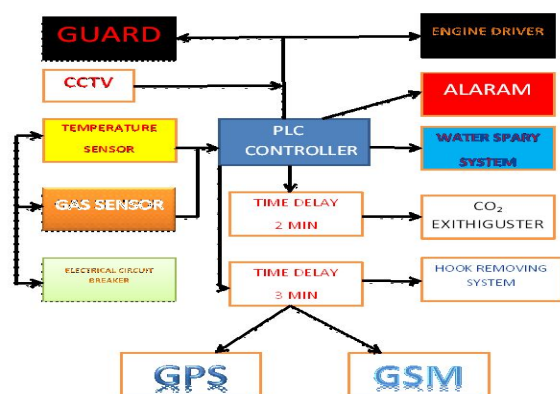 GUARD
ENGINE DRIVER
CCTV
ALARAM
TEMPERATURE
SENSOR
PLC
CONTROLLER
WATER SPARY
SYSTEM
GAS SENSOR
TIME DELAY
2 MIN
CO₂
EXITHIGUSTER
ELECTRICAL CIRCUIT
BREAKER
TIME DELAY
3 MIN
HOOK REMOVING
SYSTEM
GPS
GSM